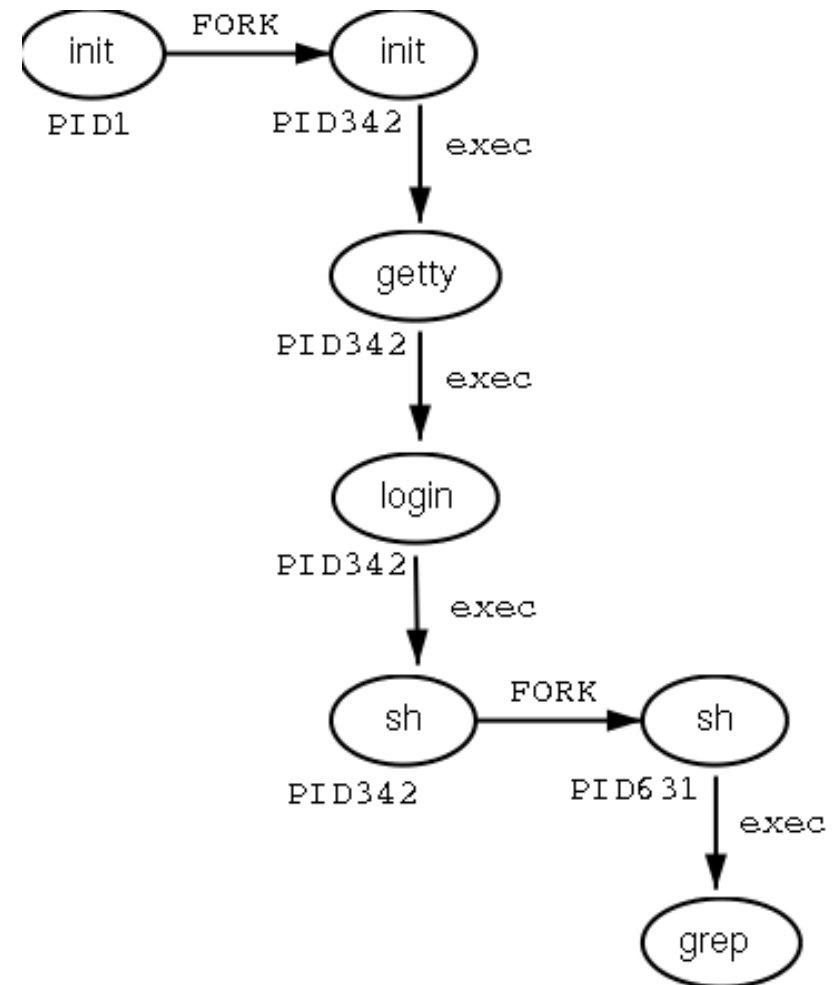 FORK
init
init
PID1
PID342
exec
getty
PID342
exec
login
PID342
exec
sh
FORK
sh
PID342
PID631
exec
grep